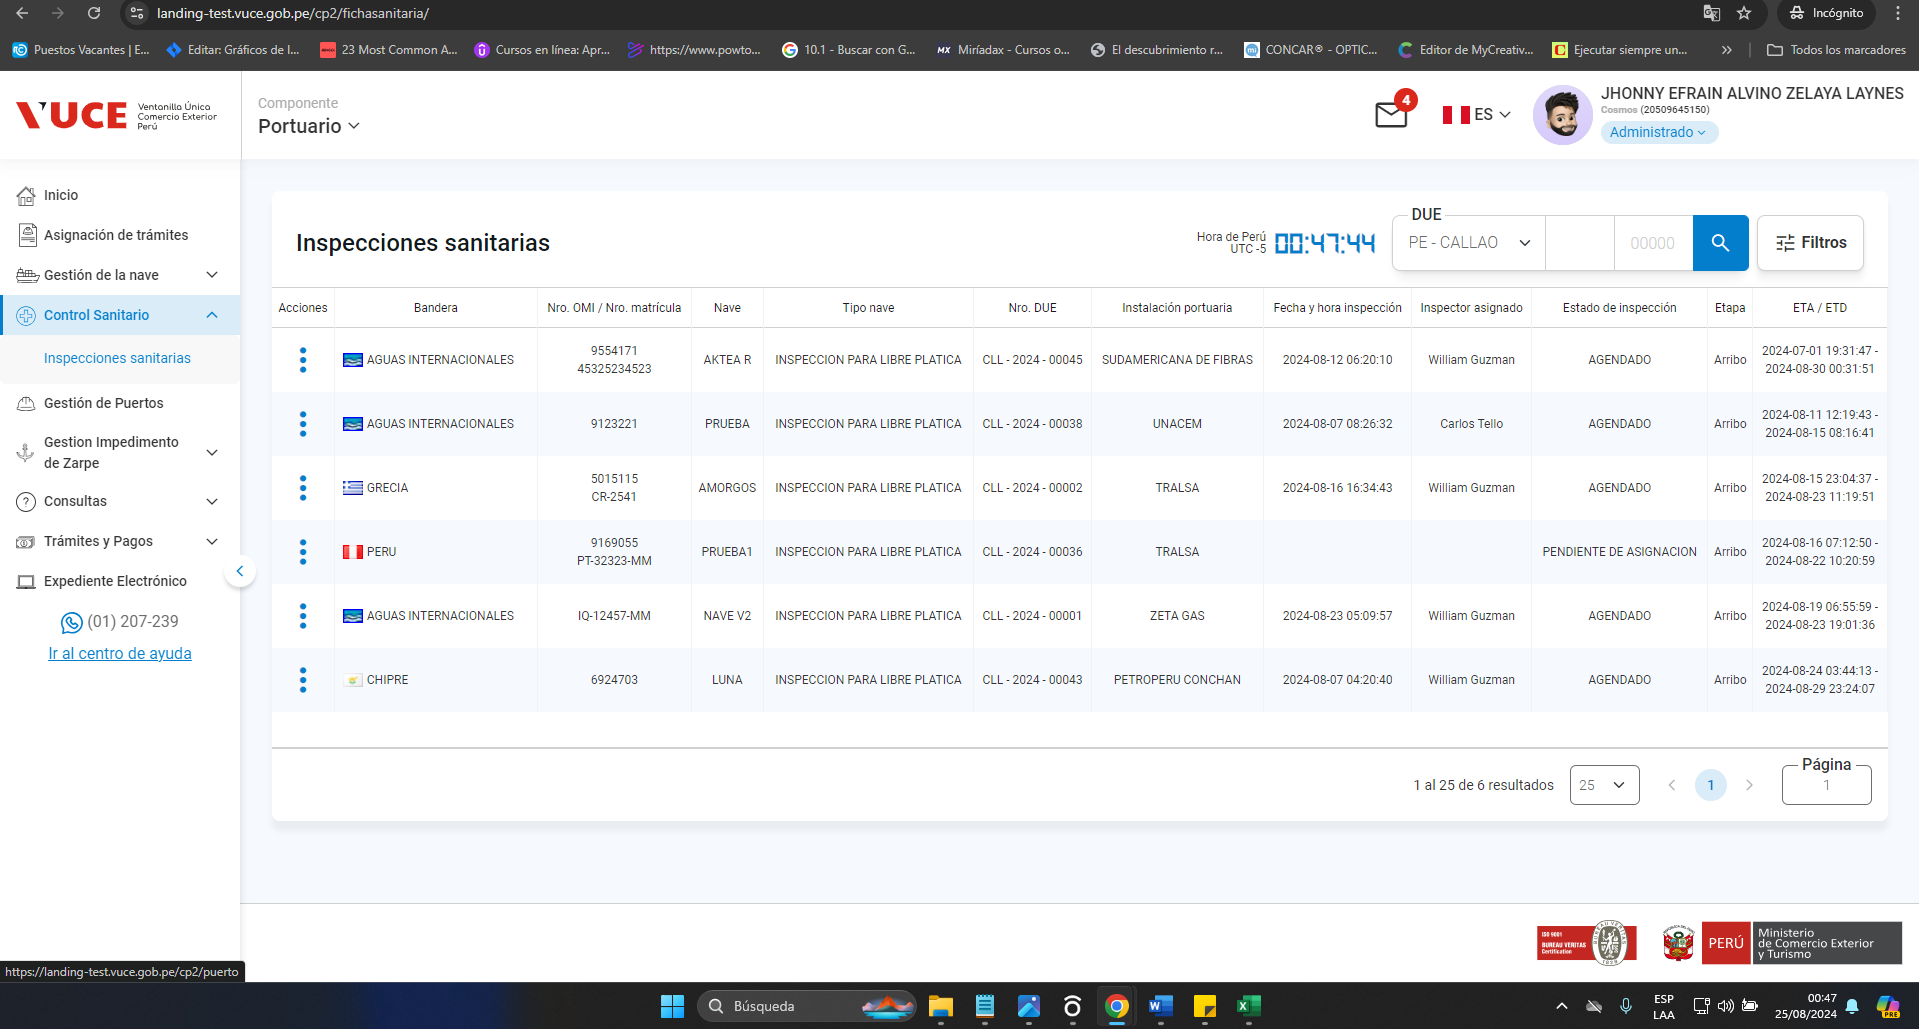 landing-test.vuce.gob.pe/cp2/fichasanitaria/
Incógnito
Puestos Vacantes | E...
Editar: Gráficos de l...
23 Most Common A...
Cursos en línea: Apr...
https://www.powto...
10.1 - Buscar con G...
Miríadax - Cursos o...
El descubrimiento r...
CONCAR® - OPTIC...
Editor de MyCreativ...
Ejecutar siempre un...
Todos los marcadores
VUCE
Ventanilla Única
Comercio Exterior
Perú
Componente
Portuario
4
ES
JHONNY EFRAIN ALVINO ZELAYA LAYNES
Cosmos (20509645150)
Administrado
Inicio
Asignación de trámites
Gestión de la nave
Control Sanitario
Inspecciones sanitarias
Gestión de Puertos
Gestion Impedimento
de Zarpe
Consultas
Trámites y Pagos
Expediente Electrónico
(01) 207-239
Ir al centro de ayuda
Inspecciones sanitarias
Hora de Perú
UTC -5
00:47:44
DUE
PE - CALLAO
00000
Filtros
Acciones Bandera Nro. OMI / Nro. matrícula Nave Tipo nave Nro. DUE Instalación portuaria Fecha y hora inspección Inspector asignado Estado de inspección Etapa ETA / ETD
AGUAS INTERNACIONALES 9554171 45325234523 AKTEA R INSPECCION PARA LIBRE PLATICA CLL - 2024 - 00045 SUDAMERICANA DE FIBRAS 2024-08-12 06:20:10 William Guzman AGENDADO Arribo 2024-07-01 19:31:47 - 2024-08-30 00:31:51
AGUAS INTERNACIONALES 9123221 PRUEBA INSPECCION PARA LIBRE PLATICA CLL - 2024 - 00038 UNACEM 2024-08-07 08:26:32 Carlos Tello AGENDADO Arribo 2024-08-11 12:19:43 - 2024-08-15 08:16:41
GRECIA 5015115 CR-2541 AMORGOS INSPECCION PARA LIBRE PLATICA CLL - 2024 - 00002 TRALSA 2024-08-16 16:34:43 William Guzman AGENDADO Arribo 2024-08-15 23:04:37 - 2024-08-23 11:19:51
PERU 9169055 PT-32323-MM PRUEBA1 INSPECCION PARA LIBRE PLATICA CLL - 2024 - 00036 TRALSA PENDIENTE DE ASIGNACION Arribo 2024-08-16 07:12:50 - 2024-08-22 10:20:59
AGUAS INTERNACIONALES IQ-12457-MM NAVE V2 INSPECCION PARA LIBRE PLATICA CLL - 2024 - 00001 ZETA GAS 2024-08-23 05:09:57 William Guzman AGENDADO Arribo 2024-08-19 06:55:59 - 2024-08-23 19:01:36
CHIPRE 6924703 LUNA INSPECCION PARA LIBRE PLATICA CLL - 2024 - 00043 PETROPERU CONCHAN 2024-08-07 04:20:40 William Guzman AGENDADO Arribo 2024-08-24 03:44:13 - 2024-08-29 23:24:07
1 al 25 de 6 resultados
25
1
Página
1
ISO 9001
BUREAU VERITAS
Certification
PERÚ
Ministerio
de Comercio Exterior
y Turismo
https://landing-test.vuce.gob.pe/cp2/puerto
Búsqueda
ESP
LAA
00:47
25/08/2024